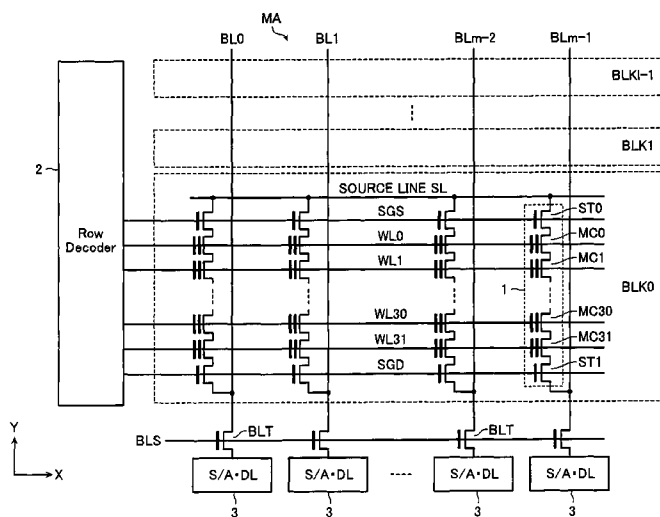 MA
BL0 BL1 BLm-2 BLm-1
BLKl-1
BLK1
2
SOURCE LINE SL
SGS ST0
Row
Decoder
WL0 MC0
WL1 MC1
1
BLK0
WL30 MC30
WL31 MC31
SGD ST1
Y
X
BLS BLT BLT
S/A•DL S/A•DL S/A•DL S/A•DL
3 3 3 3